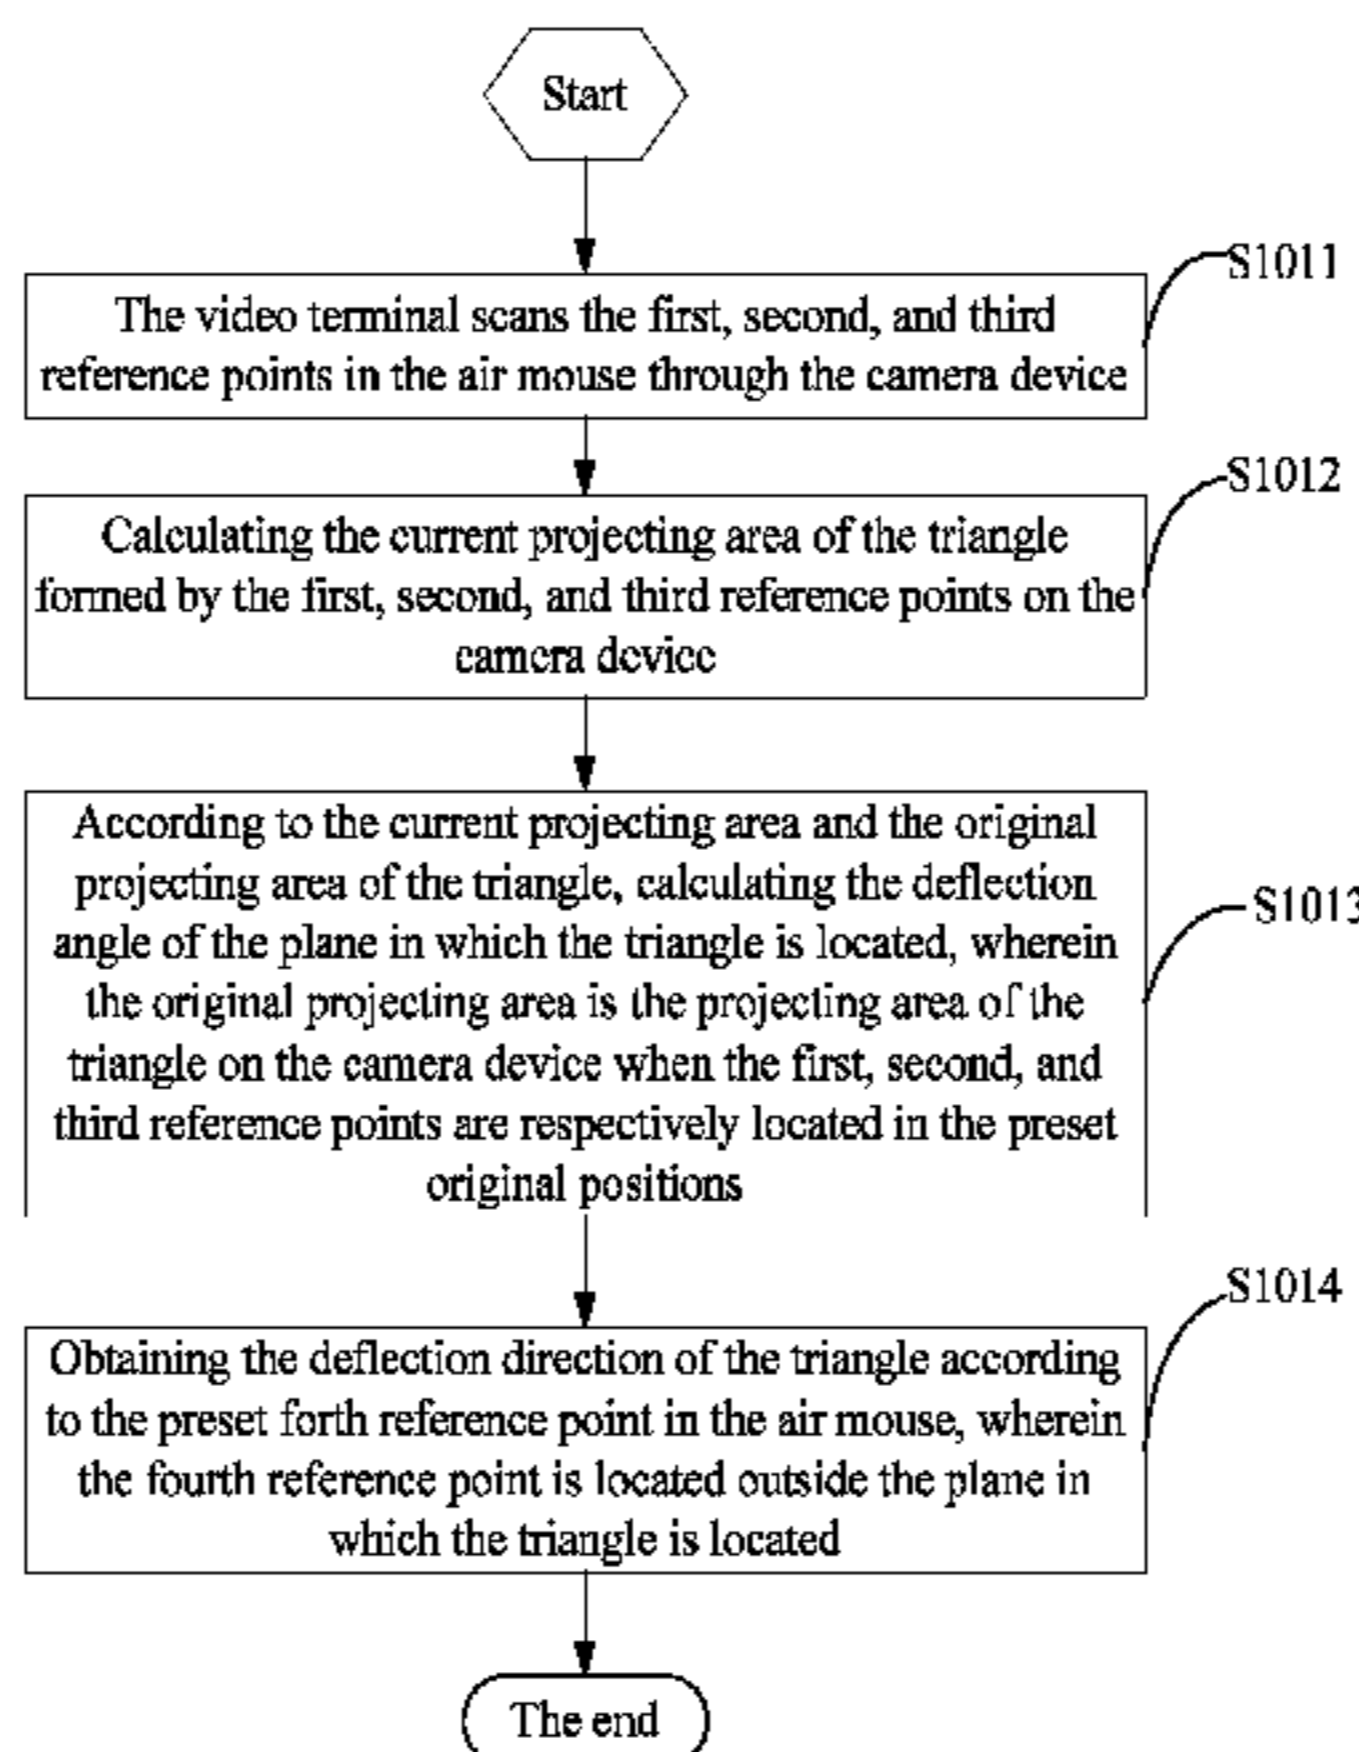 Start
S1011
The video terminal scans the first, second, and third
reference points in the air mouse through the camera device
S1012
Calculating the current projecting area of the triangle
formed by the first, second, and third reference points on the
camera device
According to the current projecting area and the original
projecting area of the triangle, calculating the deflection
angle of the plane in which the triangle is located, wherein
S1013
the original projecting area is the projecting area of the
triangle on the camera device when the first, second, and
third reference points are respectively located in the preset
original positions
S1014
Obtaining the deflection direction of the triangle according
to the preset forth reference point in the air mouse, wherein
the fourth reference point is located outside the plane in
which the triangle is located
The end